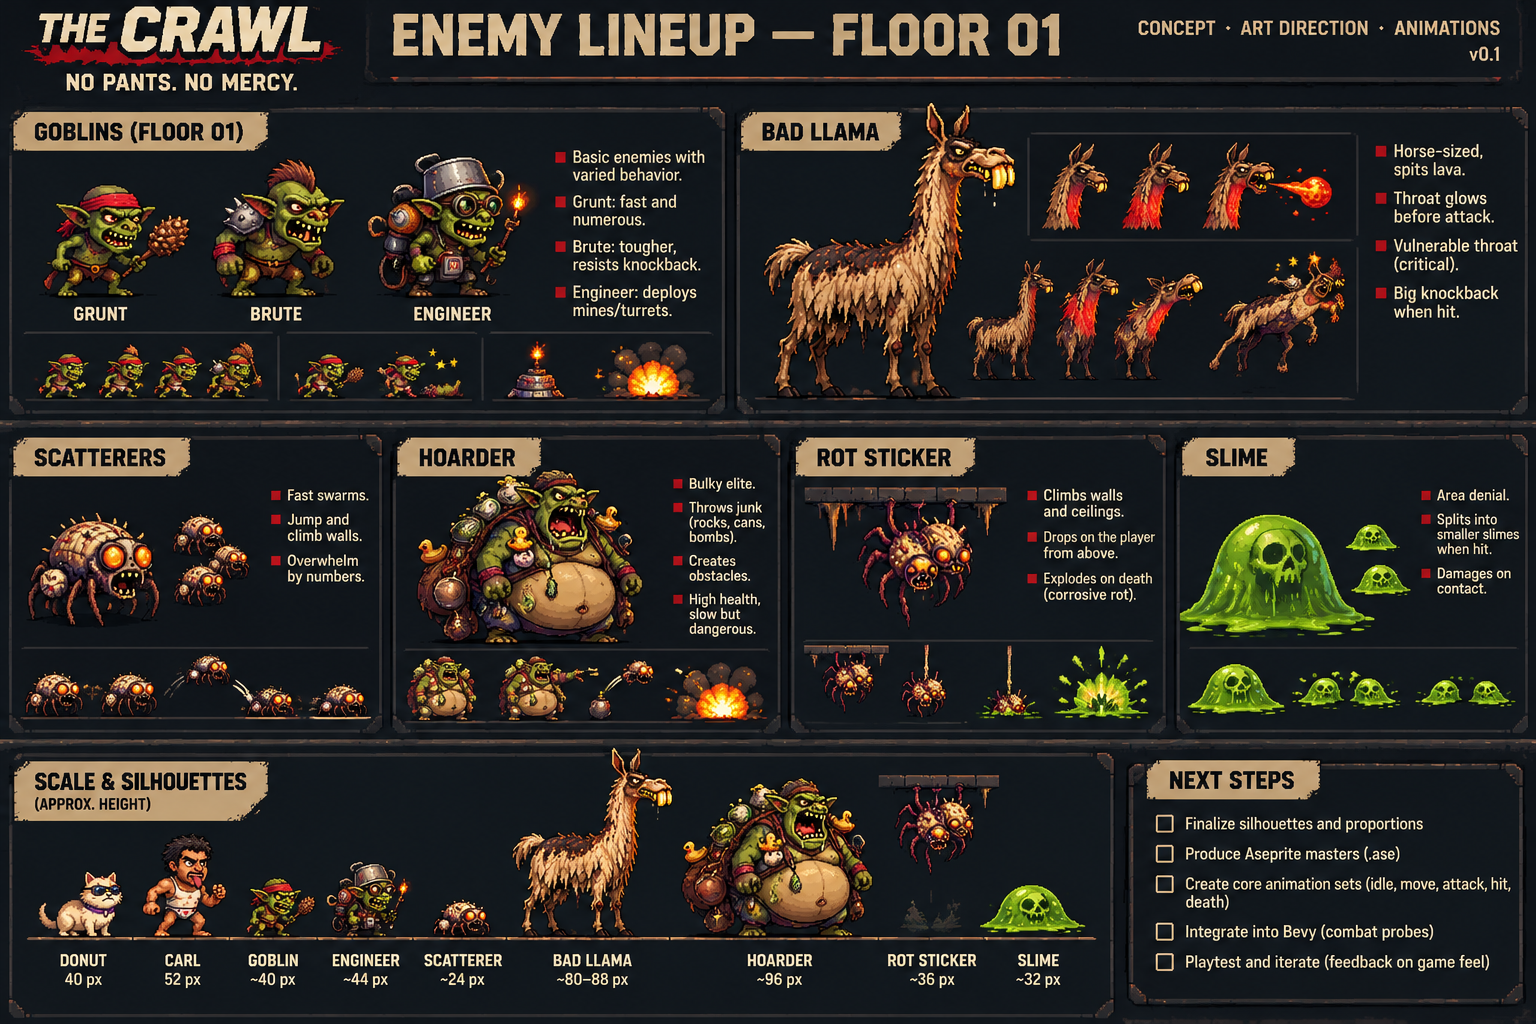 THE CRAWL
NO PANTS. NO MERCY.
ENEMY LINEUP — FLOOR 01
CONCEPT · ART DIRECTION · ANIMATIONS
v0.1
GOBLINS (FLOOR 01)
GRUNT
BRUTE
ENGINEER
Basic enemies with
varied behavior.
Grunt: fast and
numerous.
Brute: tougher,
resists knockback.
Engineer: deploys
mines/turrets.
BAD LLAMA
Horse-sized,
spits lava.
Throat glows
before attack.
Vulnerable throat
(critical).
Big knockback
when hit.
SCATTERERS
Fast swarms.
Jump and
climb walls.
Overwhelm
by numbers.
HOARDER
Bulky elite.
Throws junk
(rocks, cans,
bombs).
Creates
obstacles.
High health,
slow but
dangerous.
ROT STICKER
Climbs walls
and ceilings.
Drops on the player
from above.
Explodes on death
(corrosive rot).
SLIME
Area denial.
Splits into
smaller slimes
when hit.
Damages on
contact.
SCALE & SILHOUETTES
(APPROX. HEIGHT)
DONUT
40 px
CARL
52 px
GOBLIN
~40 px
ENGINEER
~44 px
SCATTERER
~24 px
BAD LLAMA
~80–88 px
HOARDER
~96 px
ROT STICKER
~36 px
SLIME
~32 px
NEXT STEPS
Finalize silhouettes and proportions
Produce Aseprite masters (.ase)
Create core animation sets (idle, move, attack, hit,
death)
Integrate into Bevy (combat probes)
Playtest and iterate (feedback on game feel)